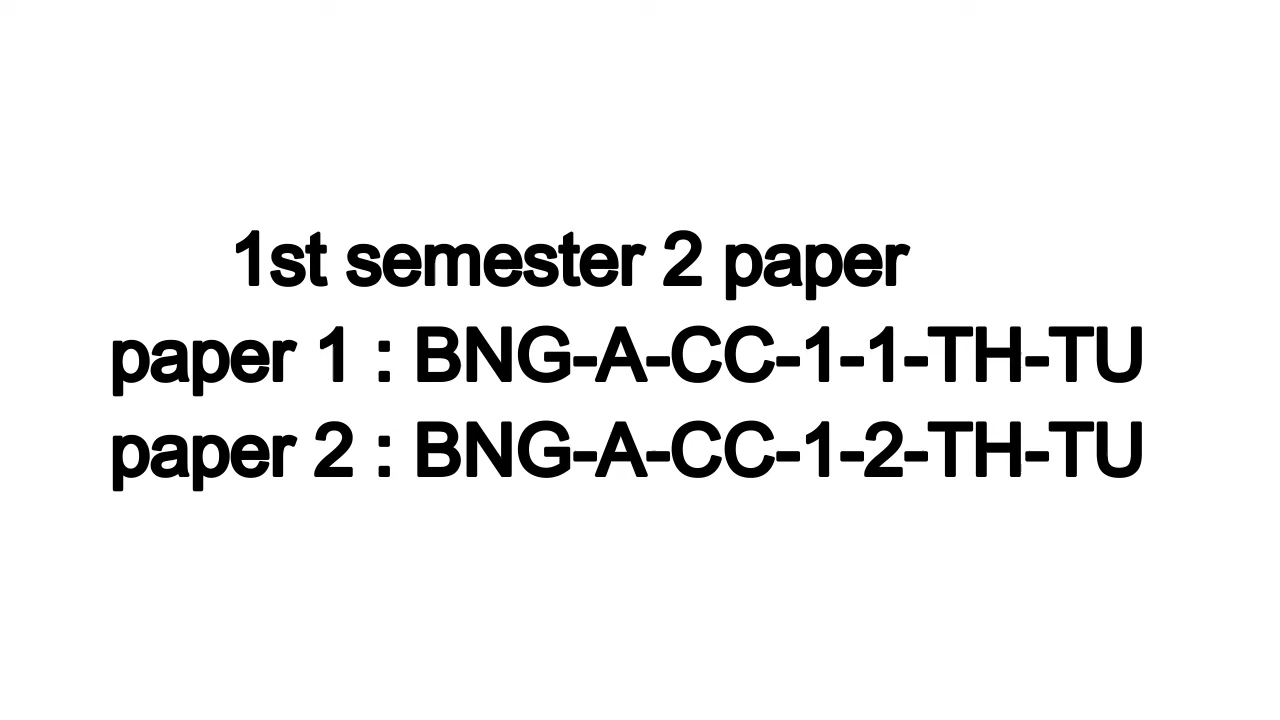 1st semester 2 paper
paper 1 : BNG-A-CC-1-1-TH-TU
paper 2 : BNG-A-CC-1-2-TH-TU